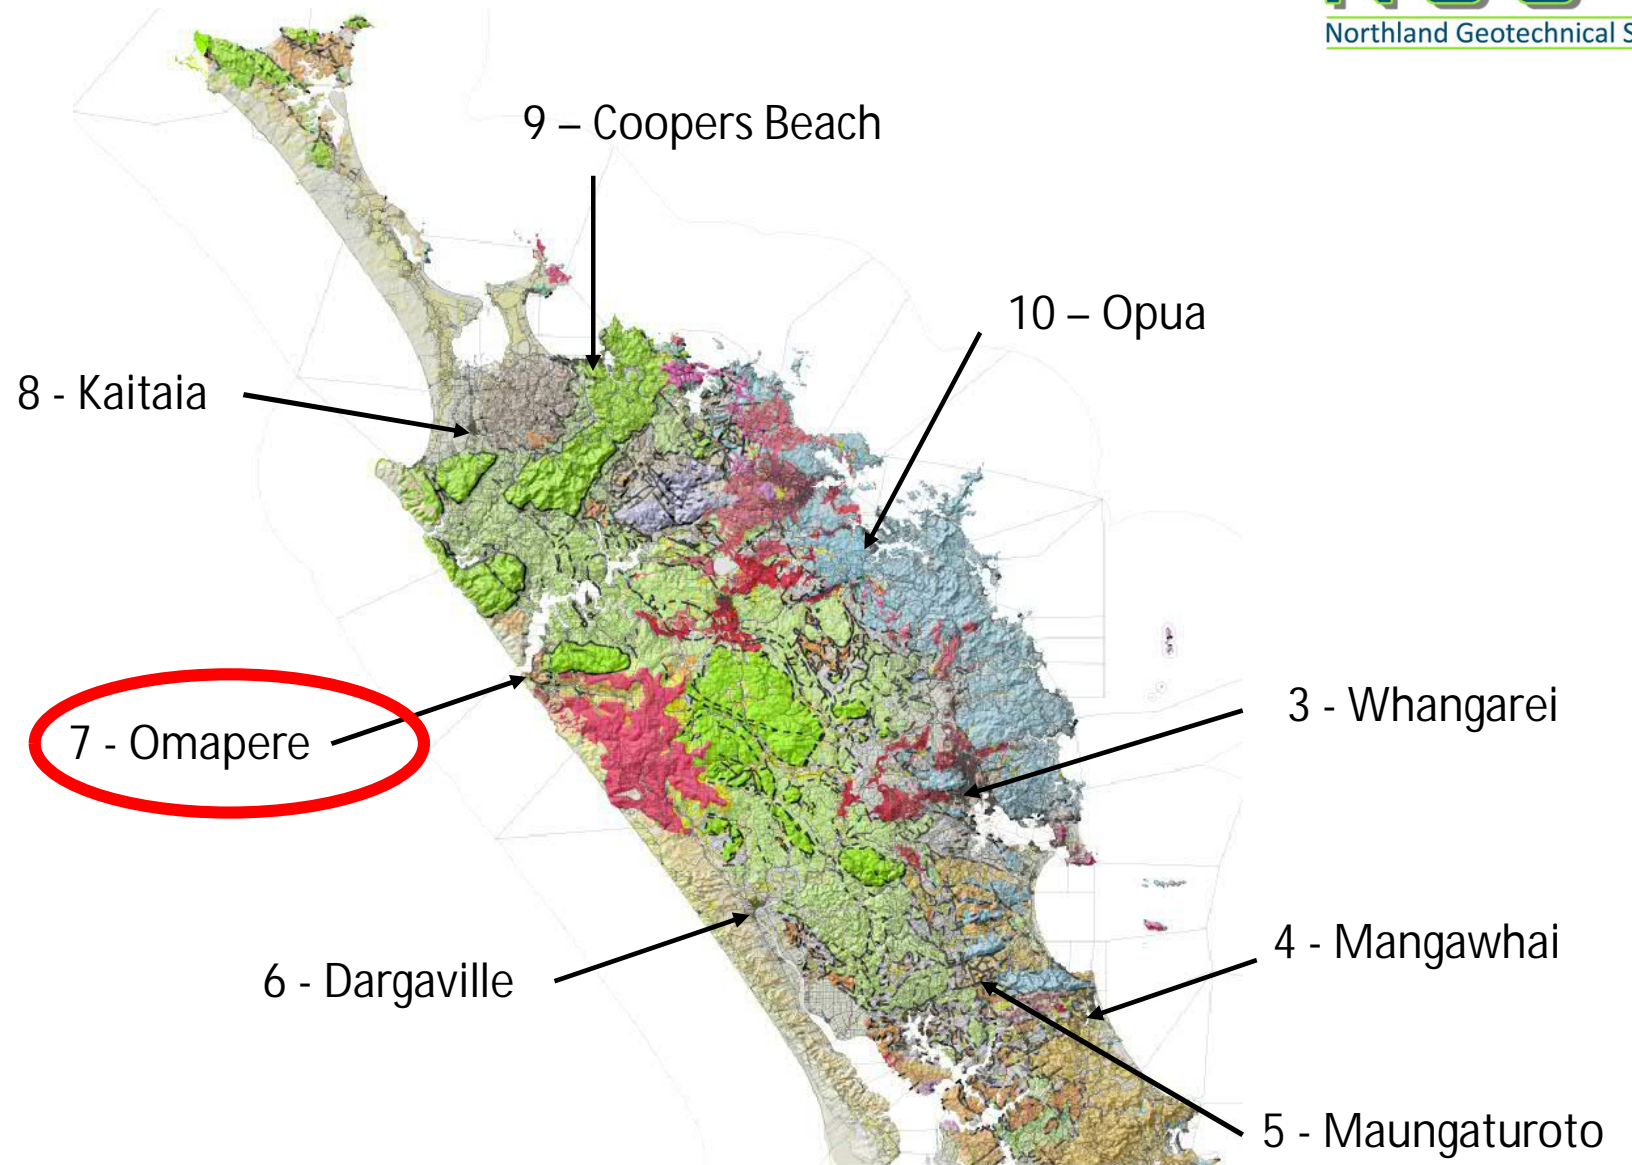 Northland Geotechnical S
9 – Coopers Beach
10 – Opua
8 - Kaitaia
3 - Whangarei
7 - Omapere
4 - Mangawhai
6 - Dargaville
5 - Maungaturoto